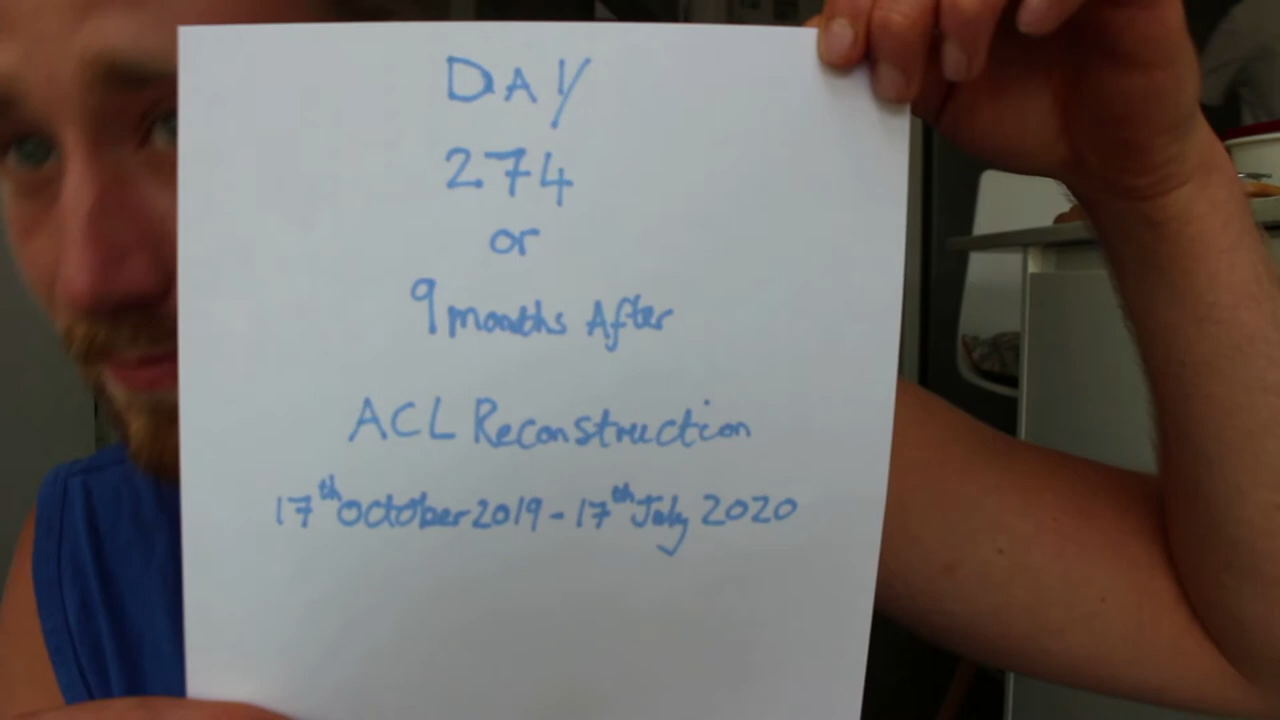 DAY
274
or
9 months After
ACL Reconstruction
17th October 2019 - 17th July 2020